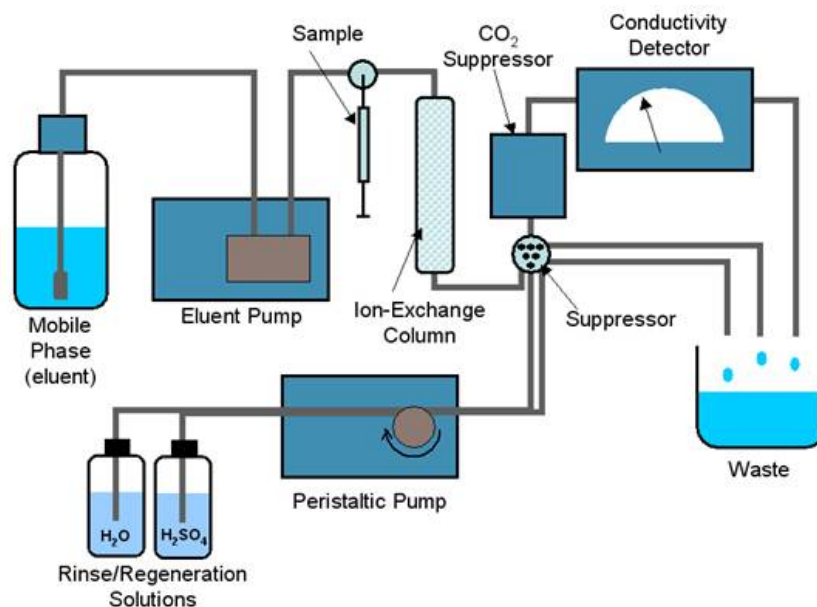 Sample
CO₂
Suppressor
Conductivity
Detector
Mobile
Phase
(eluent)
Eluent Pump
Ion-Exchange
Column
Suppressor
Waste
Peristaltic Pump
H₂O
H₂SO₄
Rinse/Regeneration
Solutions